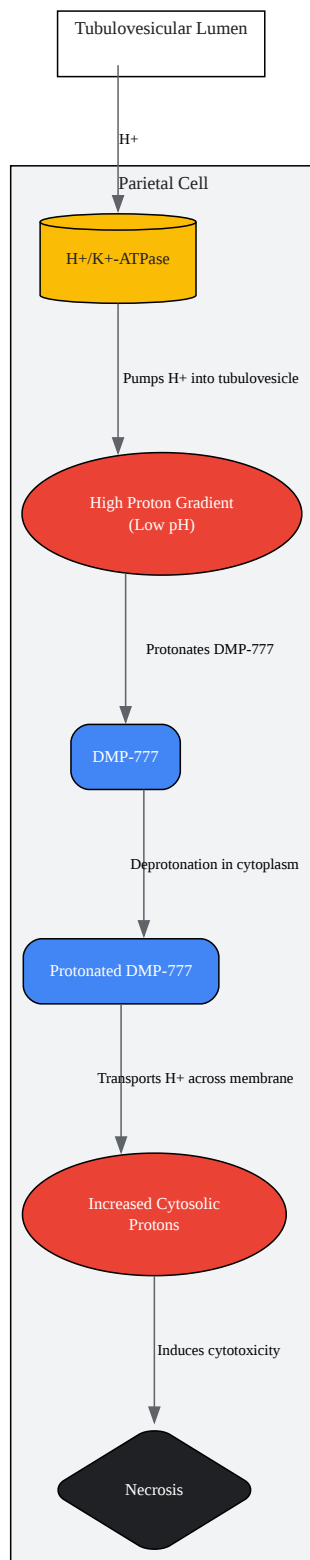 Tubulovesicular Lumen
H+
Parietal Cell
H+/K+-ATPase
Pumps H+ into tubulovesicle
High Proton Gradient
(Low pH)
Protonates DMP-777
DMP-777
Deprotonation in cytoplasm
Protonated DMP-777
Transports H+ across membrane
Increased Cytosolic
Protons
Induces cytotoxicity
Necrosis